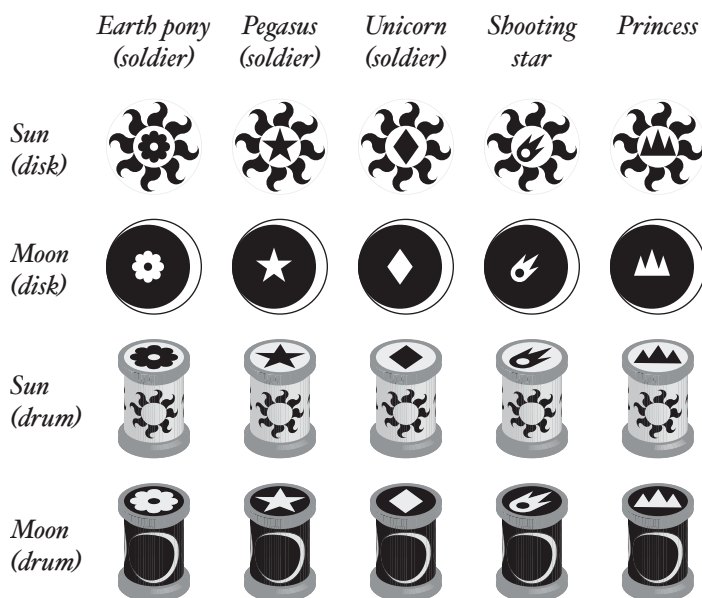 Earth pony
(soldier)
Pegasus
(soldier)
Unicorn
(soldier)
Shooting
star
Princess
Sun
(disk)
Moon
(disk)
Sun
(drum)
Moon
(drum)